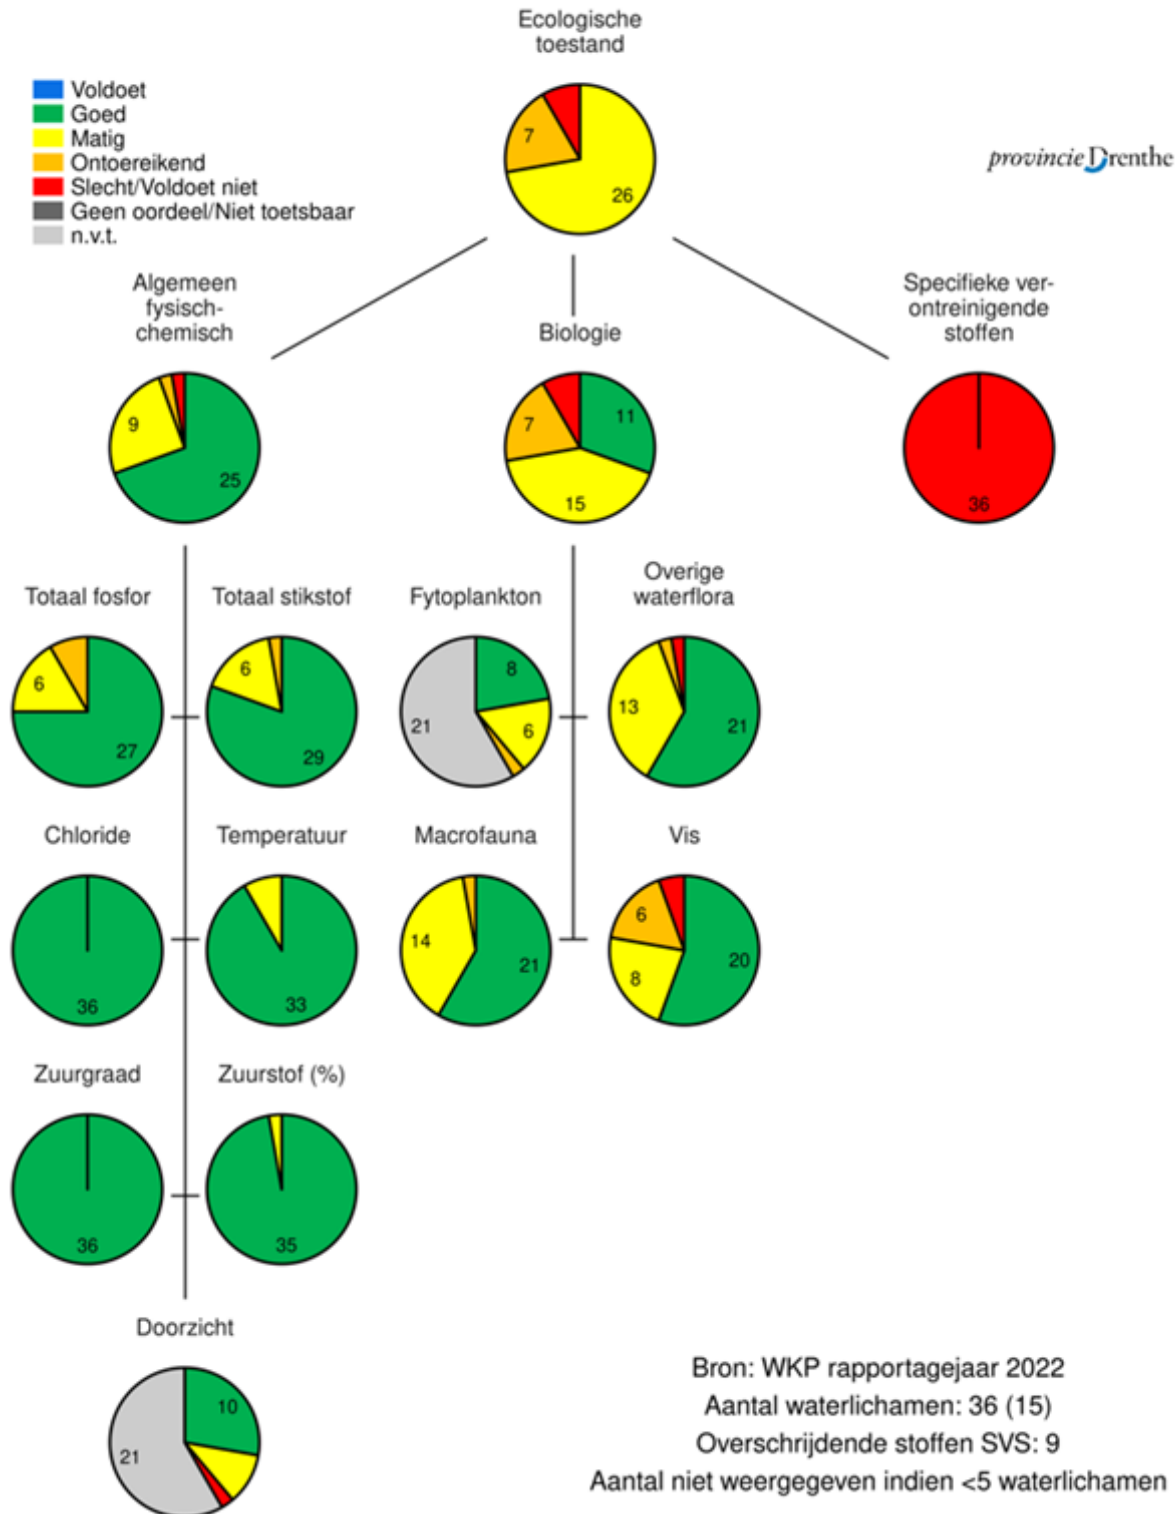 Ecologische
toestand
Voldoet
Goed
Matig
Ontoereikend
Slecht/Voldoet niet
Geen oordeel/Niet toetsbaar
n.v.t.
7
26
provincie Drenthe
Algemeen
fysisch-
chemisch
9
25
Biologie
11
7
15
Specifieke ver-
ontreinigende
stoffen
36
Totaal fosfor
6
27
Totaal stikstof
6
29
Fytoplankton
8
6
21
Overige
waterflora
13
21
Chloride
36
Temperatuur
33
Macrofauna
14
21
Vis
6
8
20
Zuurgraad
36
Zuurstof (%)
35
Doorzicht
10
21
Bron: WKP rapportagejaar 2022
Aantal waterlichamen: 36 (15)
Overschrijdende stoffen SVS: 9
Aantal niet weergegeven indien <5 waterlichamen